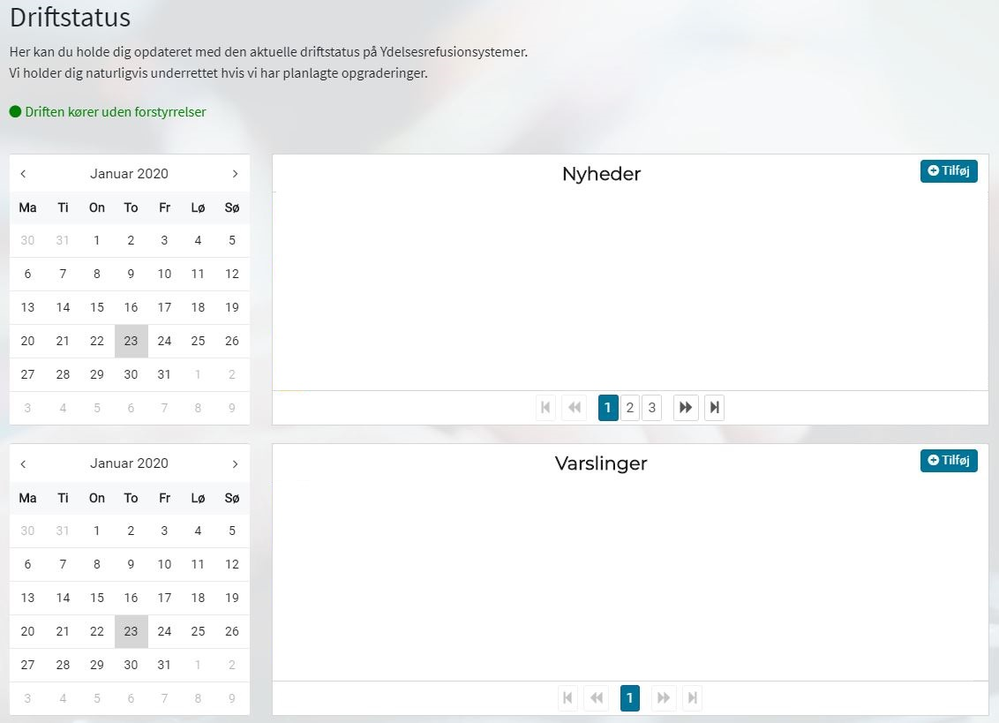 Driftstatus
Her kan du holde dig opdateret med den aktuelle driftstatus på Ydelsesrefusionsystemer.
Vi holder dig naturligvis underrettet hvis vi har planlagte opgraderinger.
Driften kører uden forstyrrelser
Januar 2020
Ma Ti On To Fr Lø Sø
30 31 1 2 3 4 5
6 7 8 9 10 11 12
13 14 15 16 17 18 19
20 21 22 23 24 25 26
27 28 29 30 31 1 2
3 4 5 6 7 8 9
Nyheder
Tilføj
1 2 3
Januar 2020
Ma Ti On To Fr Lø Sø
30 31 1 2 3 4 5
6 7 8 9 10 11 12
13 14 15 16 17 18 19
20 21 22 23 24 25 26
27 28 29 30 31 1 2
3 4 5 6 7 8 9
Varslinger
Tilføj
1